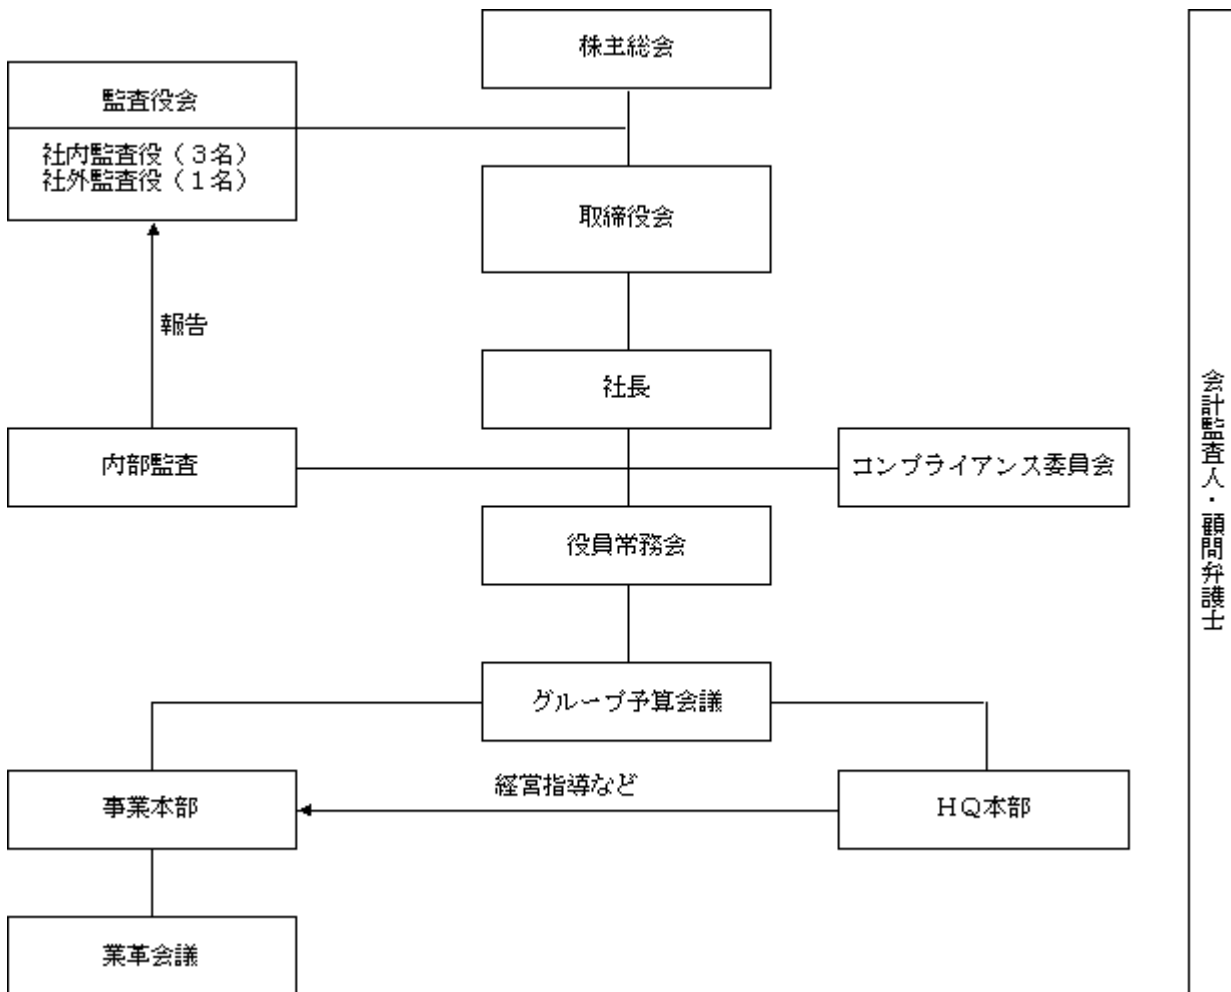 株主総会
監査役会
社内監査役（３名）
社外監査役（１名）
取締役会
報告
社長
内部監査
コンプライアンス委員会
役員常務会
グループ予算会議
経営指導など
事業本部
ＨＱ本部
業革会議
会計監査人・顧問弁護士